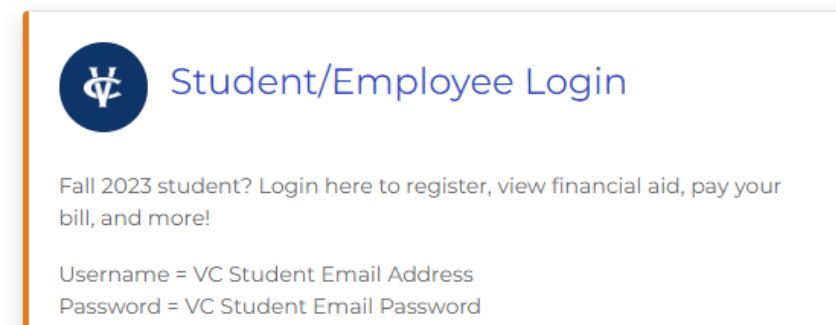 VC
Student/Employee Login
Fall 2023 student? Login here to register, view financial aid, pay your
bill, and more!
Username = VC Student Email Address
Password = VC Student Email Password